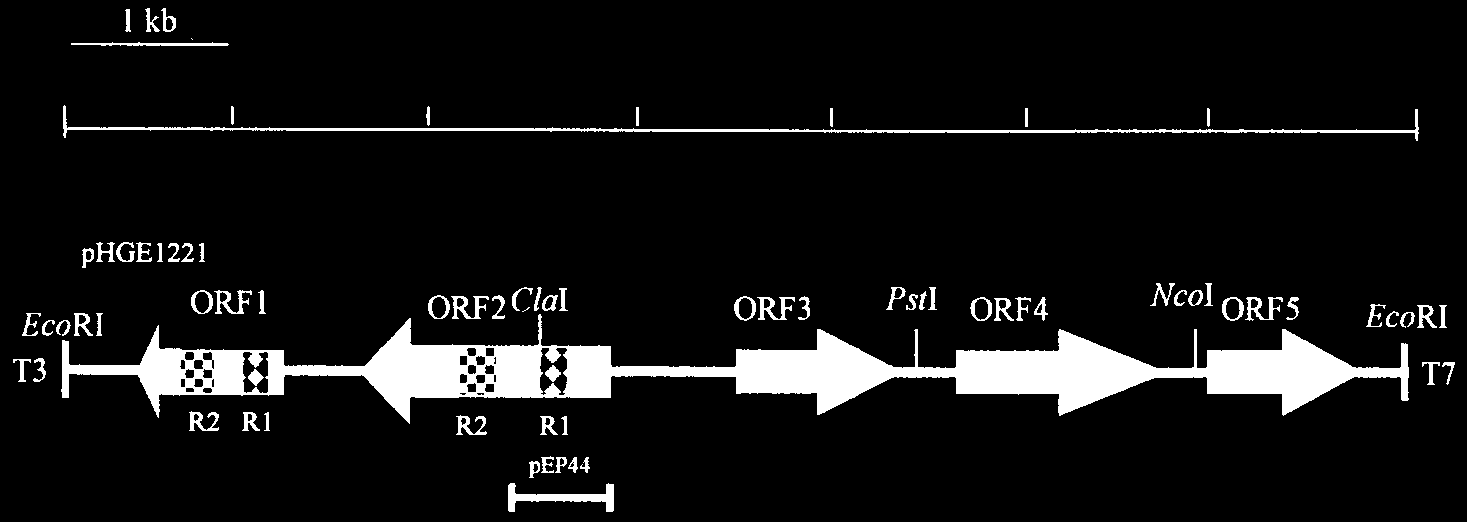 1 kb
pHGE1221
ORF1 ORF2 ClaI ORF3 PstI ORF4 NcoI ORF5
EcoRI EcoRI
T3 T7
R2 R1 R2 R1
pEP44